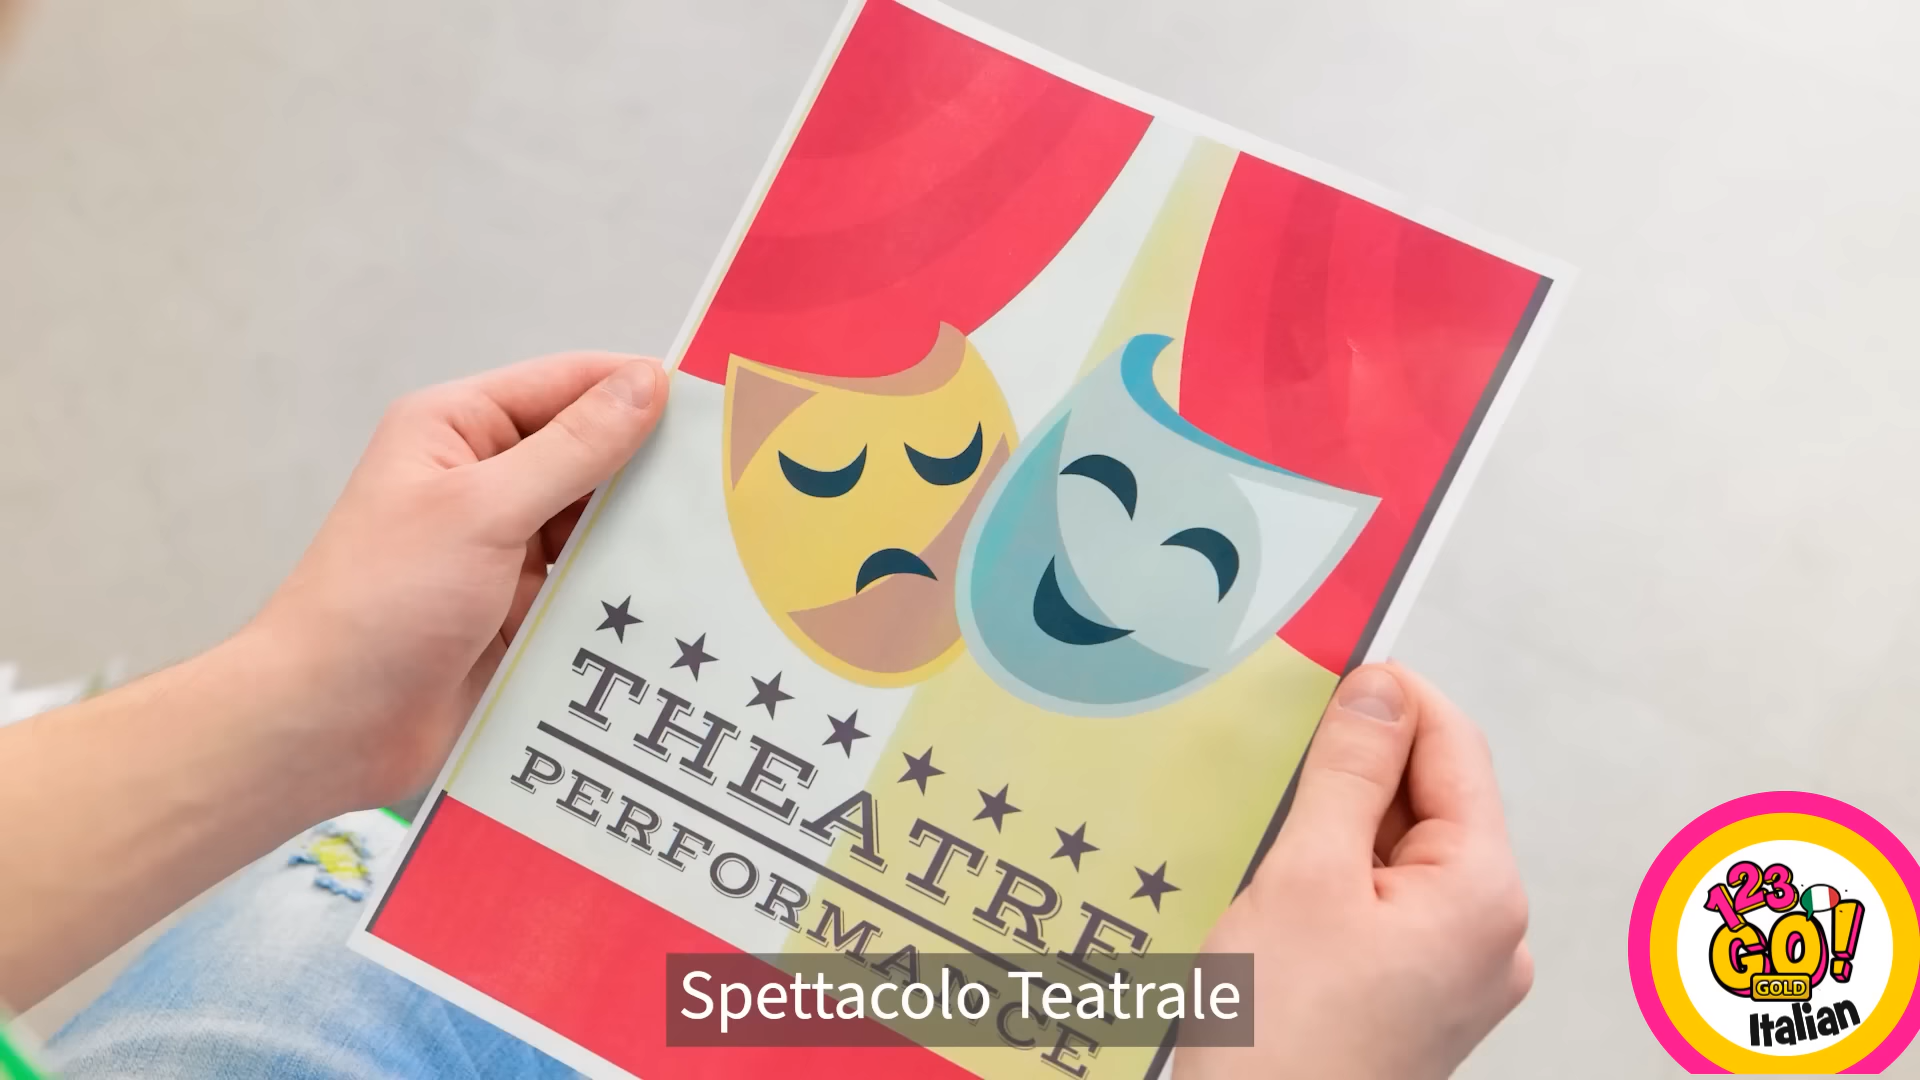 THEATRE
PERFORMANCE
Spettacolo Teatrale
123
GO!
GOLD
Italian